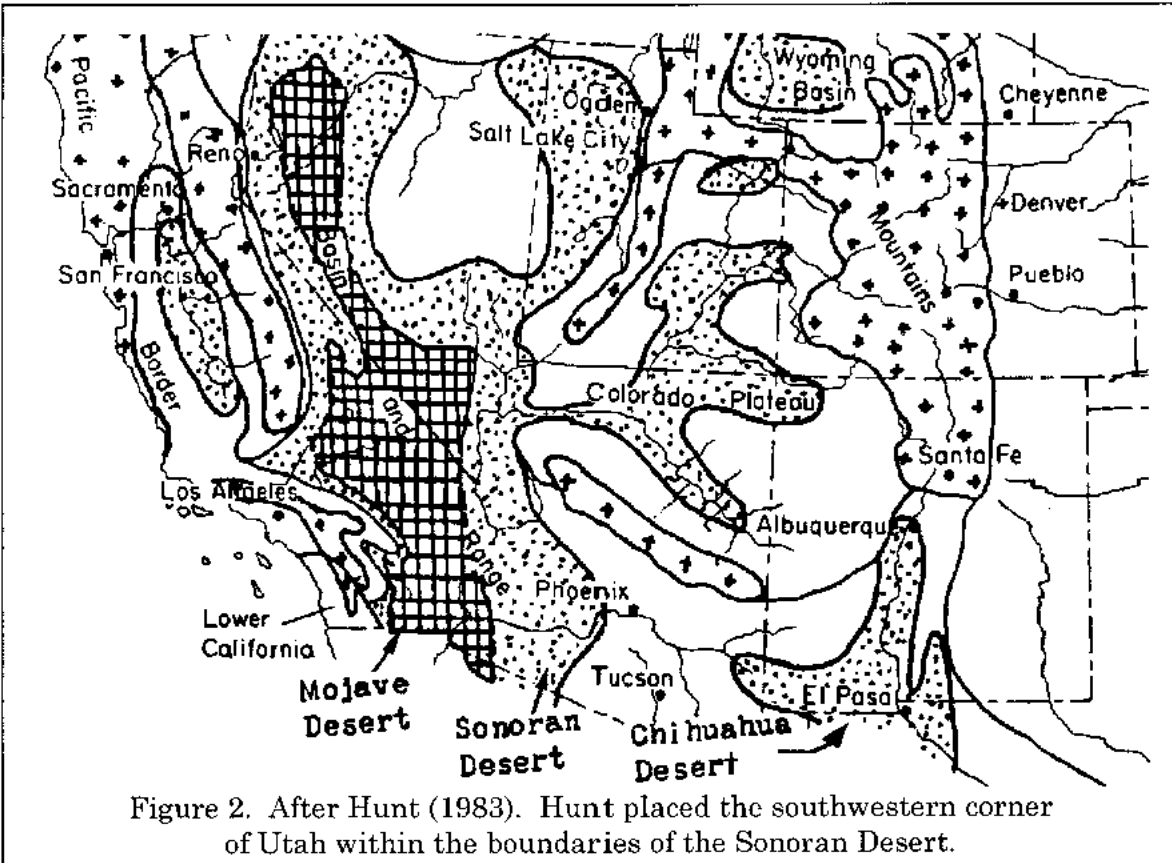 Pacific
Wyoming
Basin
Cheyenne
Ogden
Salt Lake City
Reno
Sacramento
Denver
Mountains
San Francisco
Basin
Pueblo
Border
and
Colorado Plateau
Santa Fe
Los Angeles
Albuquerque
Range
Phoenix
Lower
California
Tucson
El Pasa
Mojave
Desert
Sonoran
Desert
Chihuahua
Desert
Figure 2. After Hunt (1983). Hunt placed the southwestern corner
of Utah within the boundaries of the Sonoran Desert.